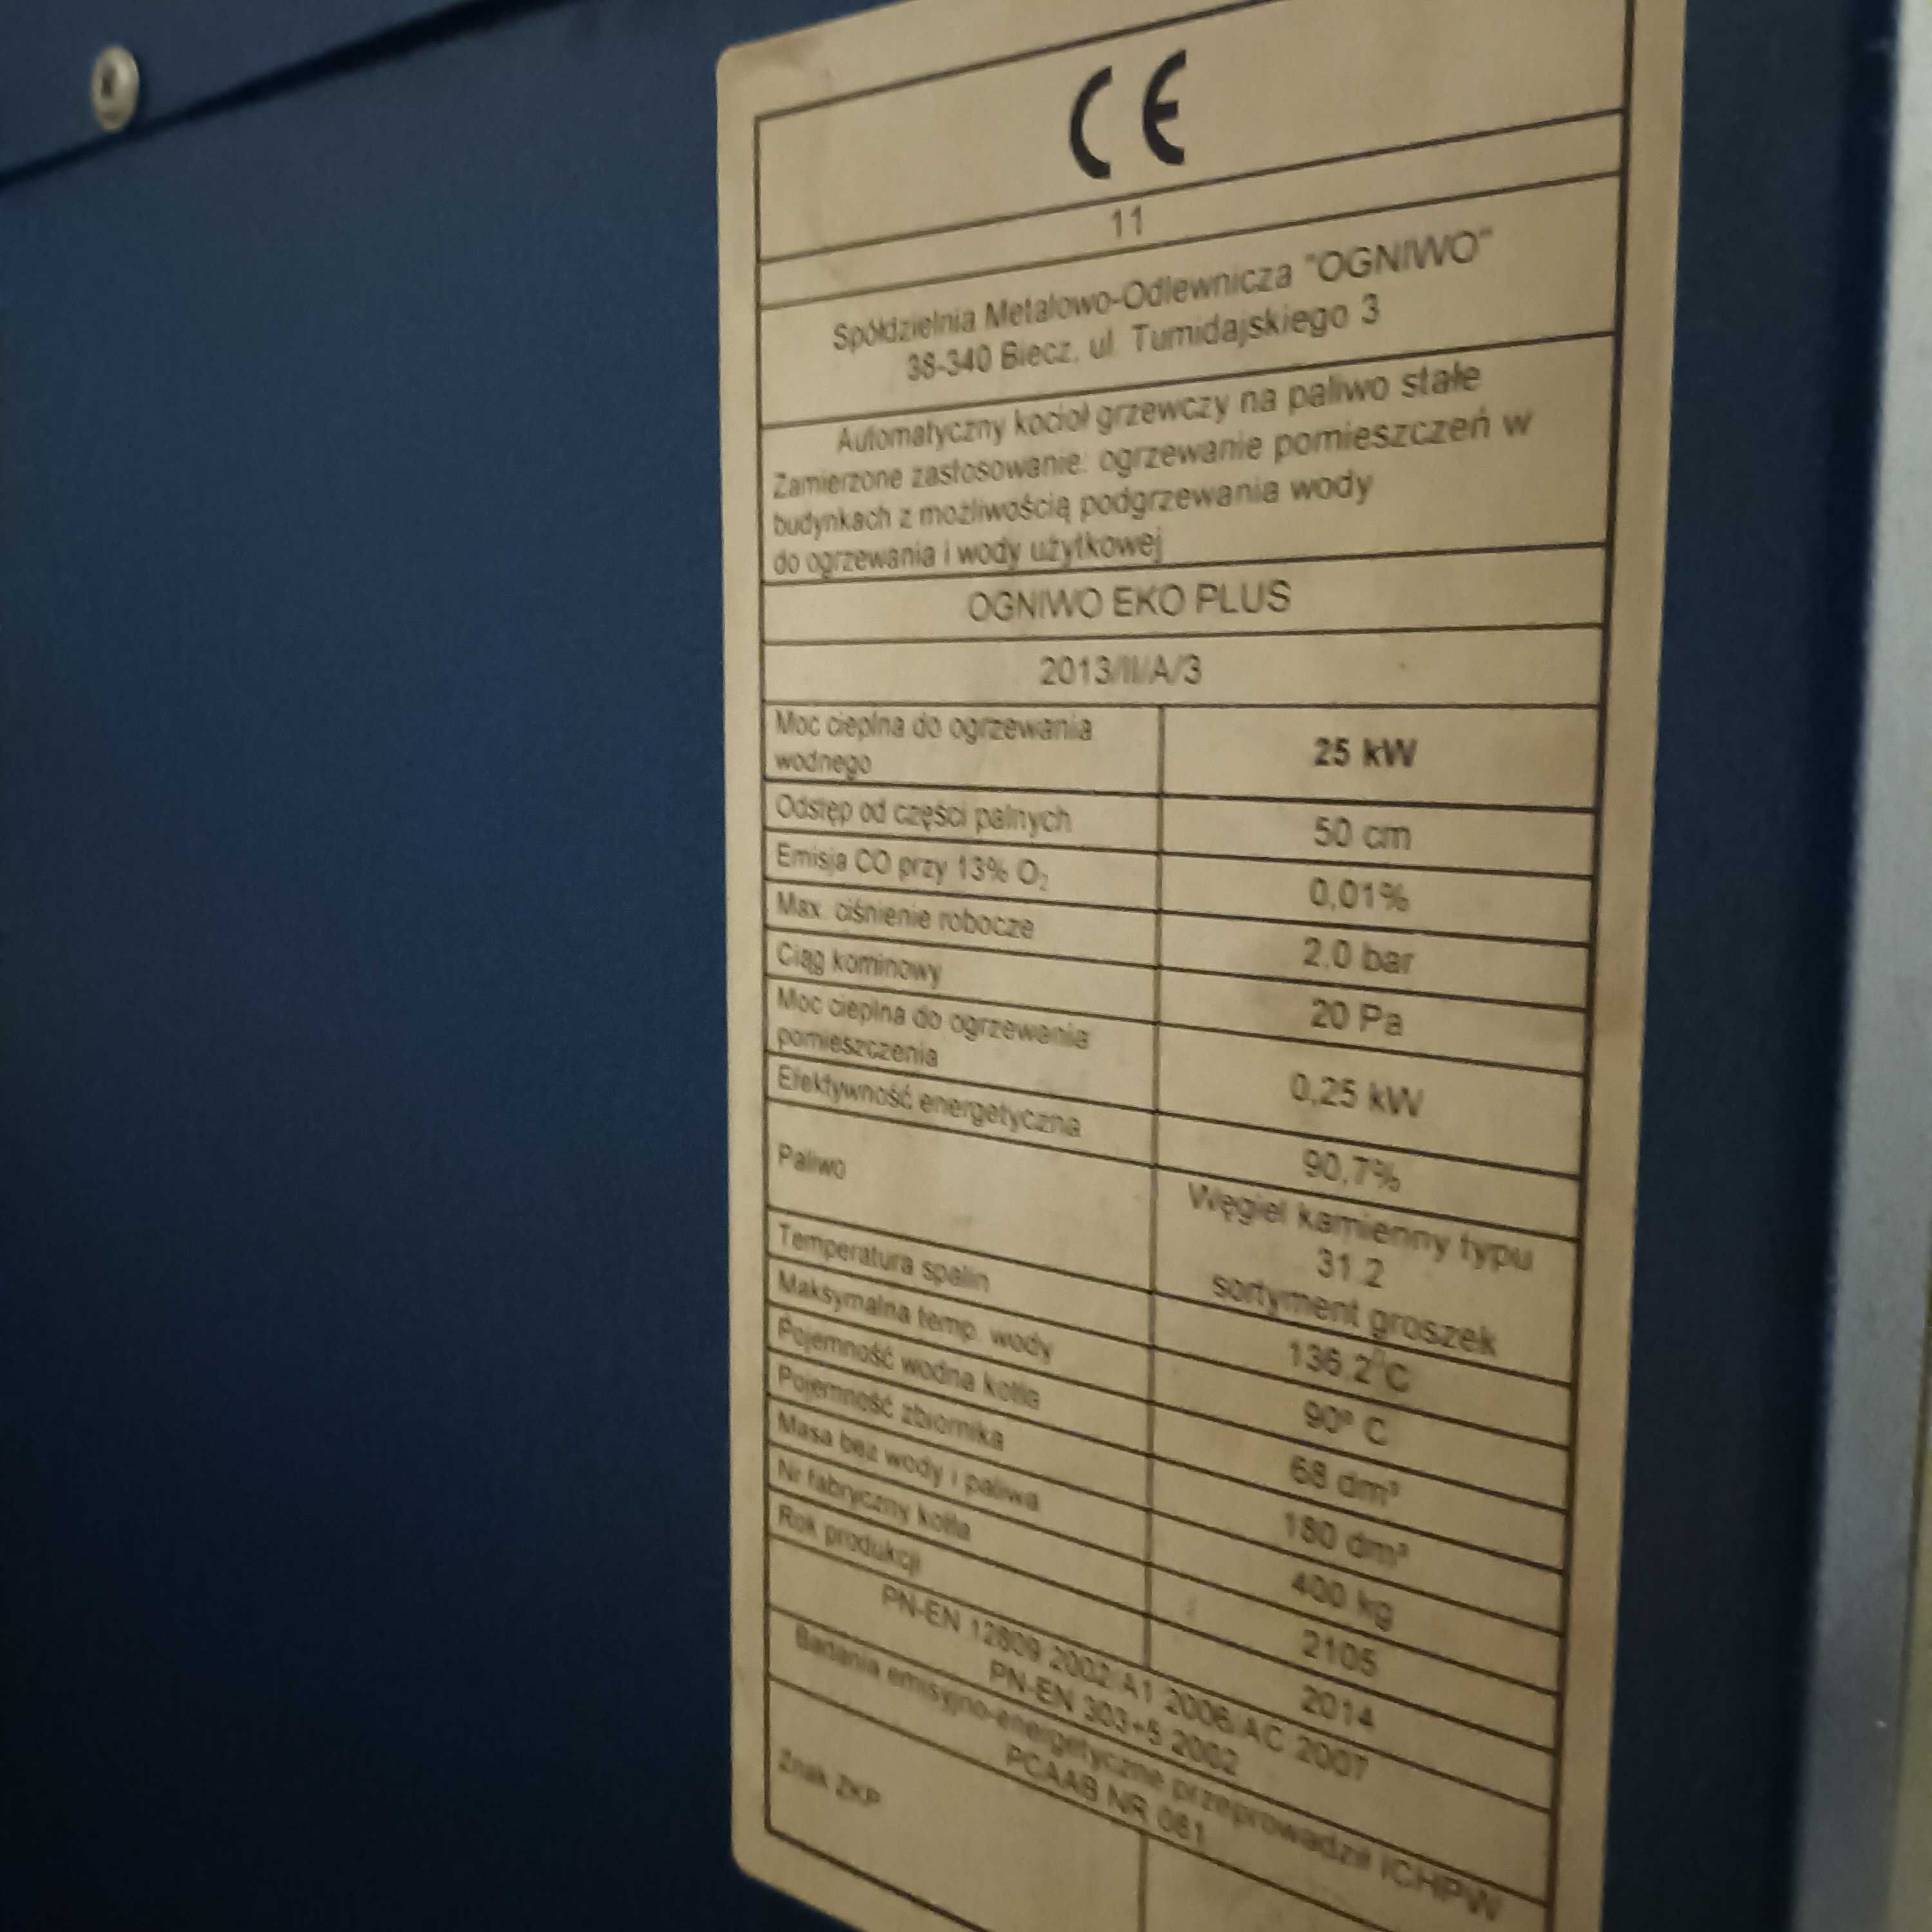 CE
11
Spółdzielnia Metalowo-Odlewnicza "OGNIWO"
38-340 Biecz, ul. Tumidajskiego 3
Automatyczny kocioł grzewczy na paliwo stałe
Zamierzone zastosowanie: ogrzewanie pomieszczeń w
budynkach z możliwością podgrzewania wody
do ogrzewania i wody użytkowej
OGNIWO EKO PLUS
2013/II/A/3
Moc cieplna do ogrzewania
wodnego
25 kW
Odstęp od części palnych
50 cm
Emisja CO przy 13% O₂
0,01%
Max. ciśnienie robocze
2,0 bar
Ciąg kominowy
20 Pa
Moc cieplna do ogrzewania
pomieszczenia
0,25 kW
Efektywność energetyczna
90,7%
Paliwo
Węgiel kamienny typu
31.2
sortyment groszek
Temperatura spalin
136,2⁰C
Maksymalna temp. wody
90º C
Pojemność wodna kotła
68 dm³
Pojemność zbiornika
180 dm³
Masa bez wody i paliwa
400 kg
Nr fabryczny kotła
2105
Rok produkcji
2014
PN-EN 12809:2002/A1:2006/AC:2007
PN-EN 303-5:2002
Badania emisyjno-energetyczne przeprowadził ICHPW
PCA AB NR 081
Znak ZKP